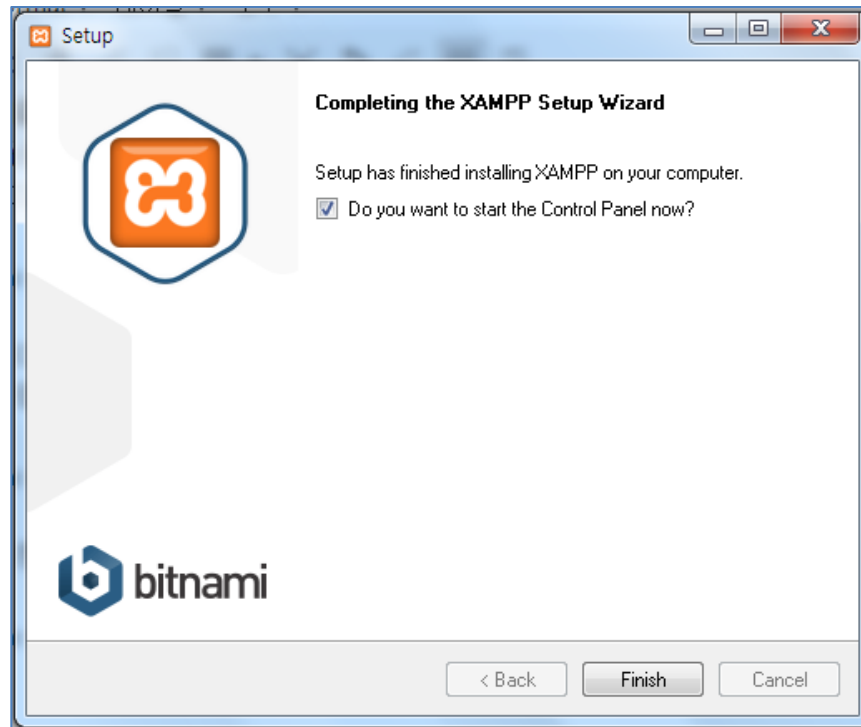 Setup
Completing the XAMPP Setup Wizard
Setup has finished installing XAMPP on your computer.
Do you want to start the Control Panel now?
bitnami
< Back
Finish
Cancel